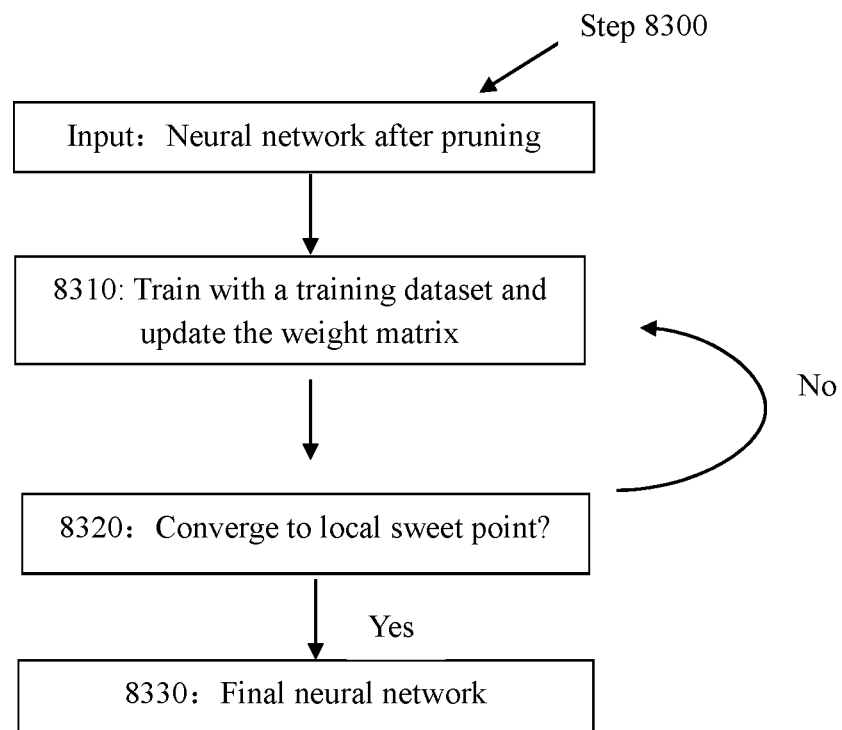 Step 8300
Input：Neural network after pruning
8310: Train with a training dataset and
update the weight matrix
No
8320：Converge to local sweet point?
Yes
8330：Final neural network